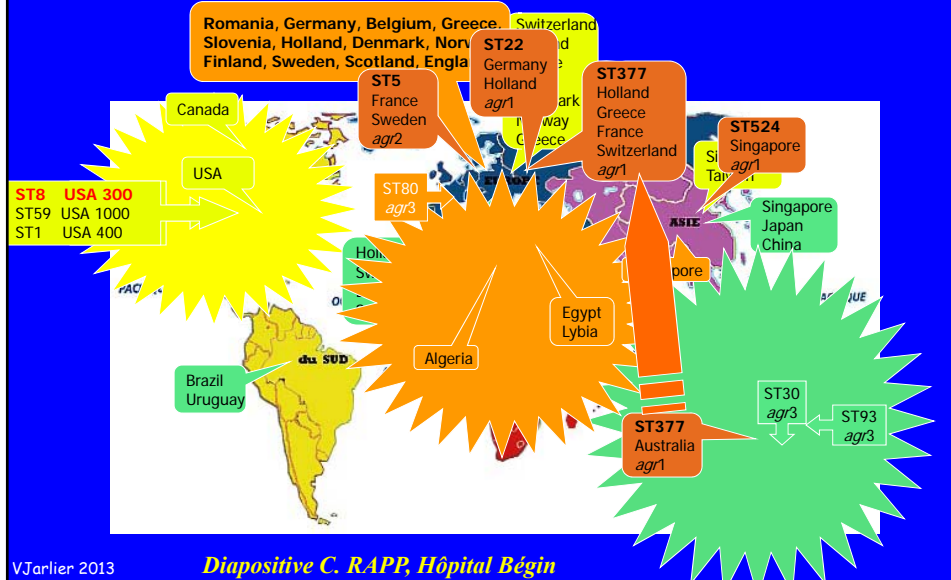 Romania, Germany, Belgium, Greece,
Slovenia, Holland, Denmark,
Finland, Sweden, Scotland,
Switzerland
Greece
ST5
France
Sweden
agr2
ST22
Germany
Holland
agr1
ST377
Holland
Greece
France
Switzerland
agr1
ST524
Singapore
agr1
Singapore
Japan
China
ASIE
Canada
USA
ST8 USA 300
ST59 USA 1000
ST1 USA 400
ST80
agr3
Egypt
Lybia
Algeria
du SUD
Brazil
Uruguay
ST377
Australia
agr1
ST30
agr3
ST93
agr3
VJarlier 2013
Diapositive C. RAPP, Hôpital Bégin